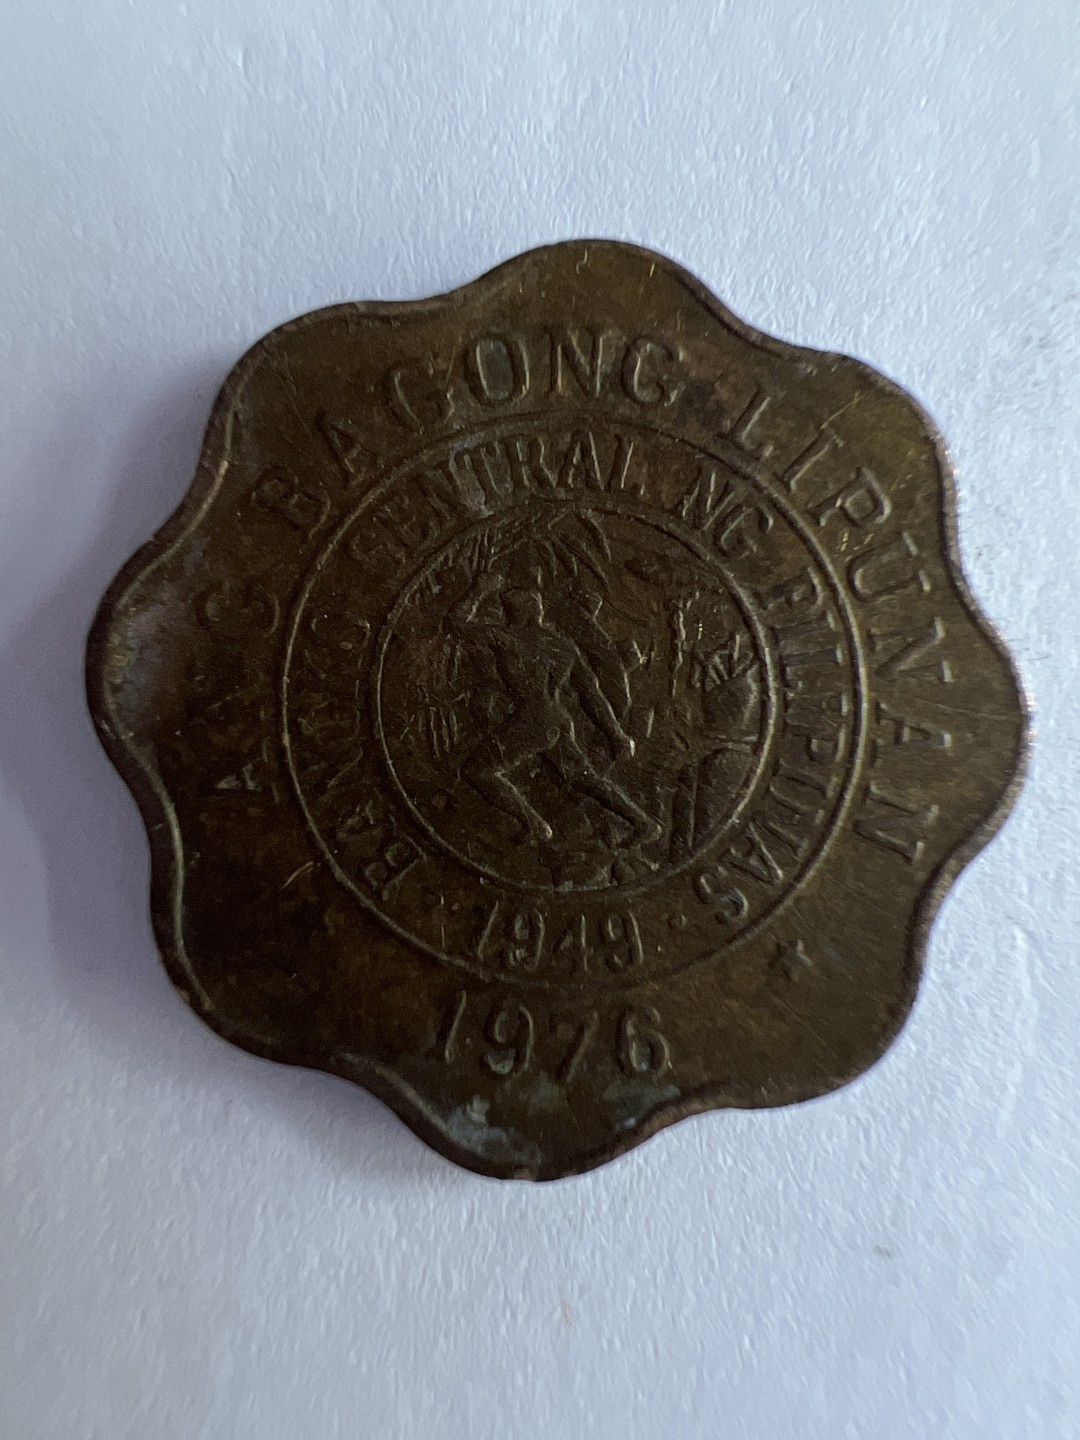 ANG BAGONG LIPUNAN
BANGKO SENTRAL NG PILIPINAS
1949
1976